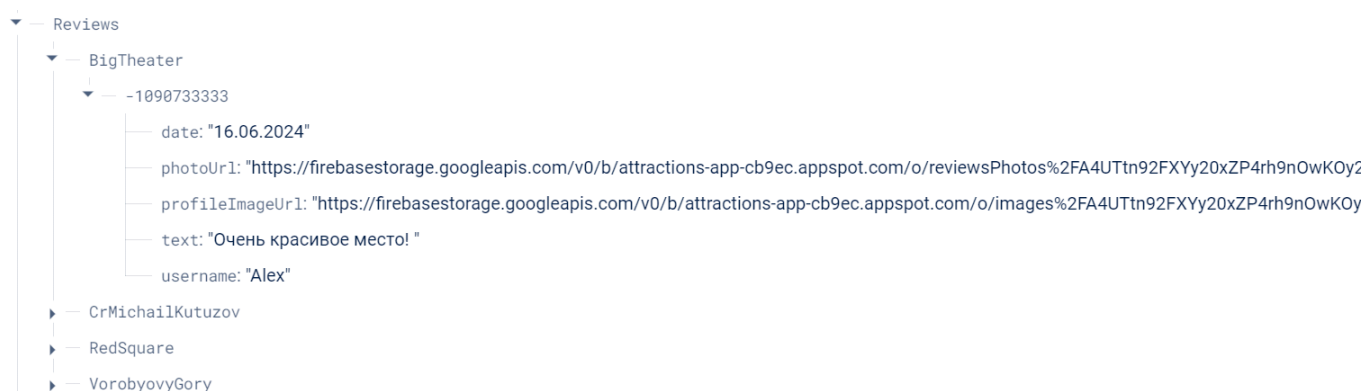 Reviews
BigTheater
-1090733333
date: "16.06.2024"
photoUrl: "https://firebasestorage.googleapis.com/v0/b/attractions-app-cb9ec.appspot.com/o/reviewsPhotos%2FA4UTtn92FXYy20xZP4rh9nOwKOy2
profileImageUrl: "https://firebasestorage.googleapis.com/v0/b/attractions-app-cb9ec.appspot.com/o/images%2FA4UTtn92FXYy20xZP4rh9nOwKOy
text: "Очень красивое место! "
username: "Alex"
CrMichailKutuzov
RedSquare
VorobyovyGory